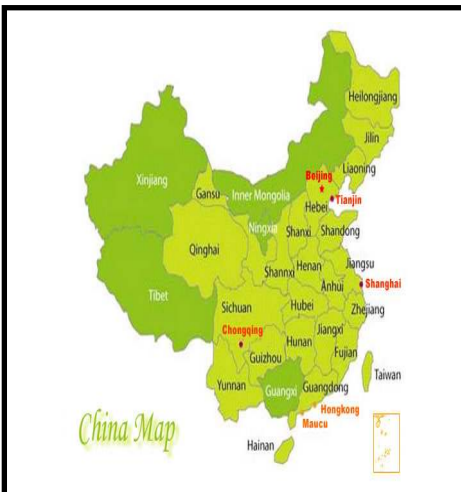 Heilongjiang
Jilin
Liaoning
Beijing
Tianjin
Xinjiang
Gansu
Inner Mongolia
Hebei
Ningxia
Shanxi
Shandong
Qinghai
Shannxi
Henan
Jiangsu
Shanghai
Anhui
Tibet
Sichuan
Hubei
Zhejiang
Chongqing
Jiangxi
Hunan
Guizhou
Fujian
Yunnan
Guangxi
Guangdong
Taiwan
Hongkong
Maucu
China Map
Hainan